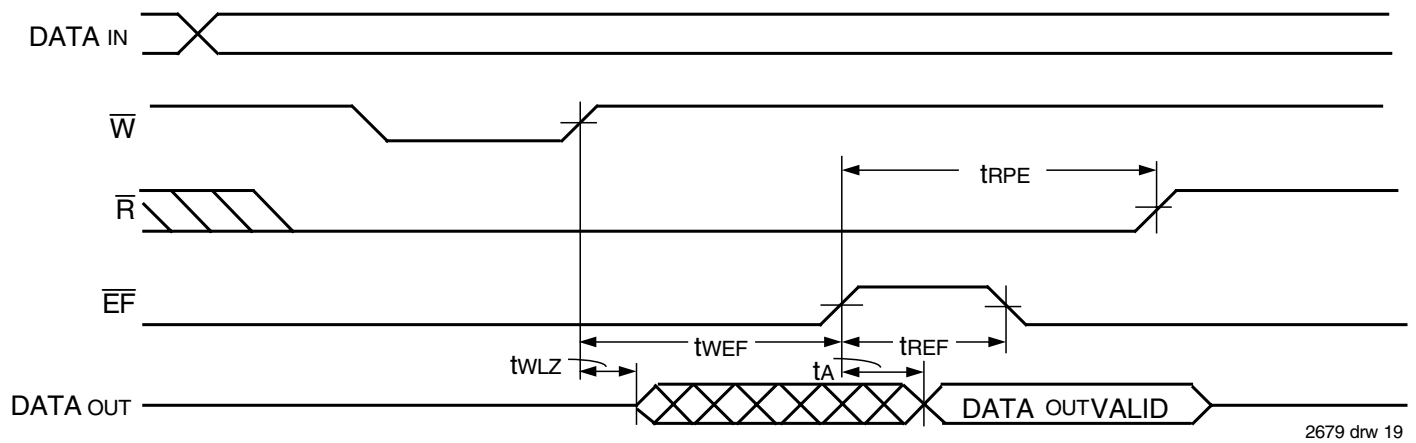 DATA IN
W
tRPE
R
EF
tWEF
tREF
tWLZ
tA
DATA OUT
DATA OUTVALID
2679 drw 19